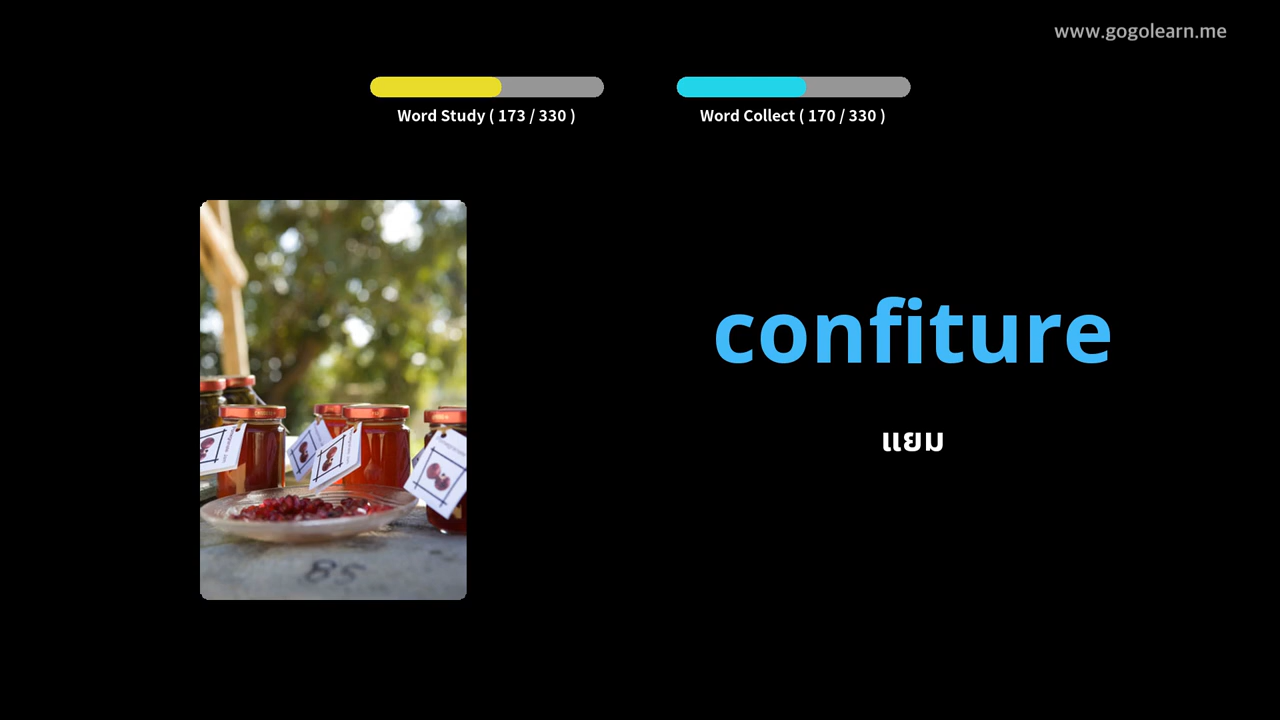 www.gogolearn.me
Word Study ( 173 / 330 )
Word Collect ( 170 / 330 )
confiture
แยม
85